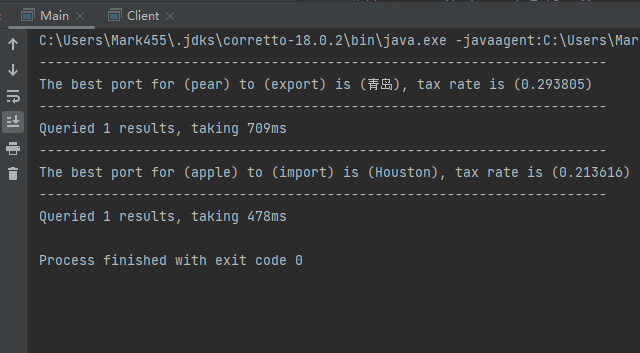 Main
Client
C:\Users\Mark455\.jdks\corretto-18.0.2\bin\java.exe -javaagent:C:\Users\Mar
-----------------------------------------------------------------------
The best port for (pear) to (export) is (青岛), tax rate is (0.293805)
-----------------------------------------------------------------------
Queried 1 results, taking 709ms
-----------------------------------------------------------------------
The best port for (apple) to (import) is (Houston), tax rate is (0.213616)
-----------------------------------------------------------------------
Queried 1 results, taking 478ms
Process finished with exit code 0